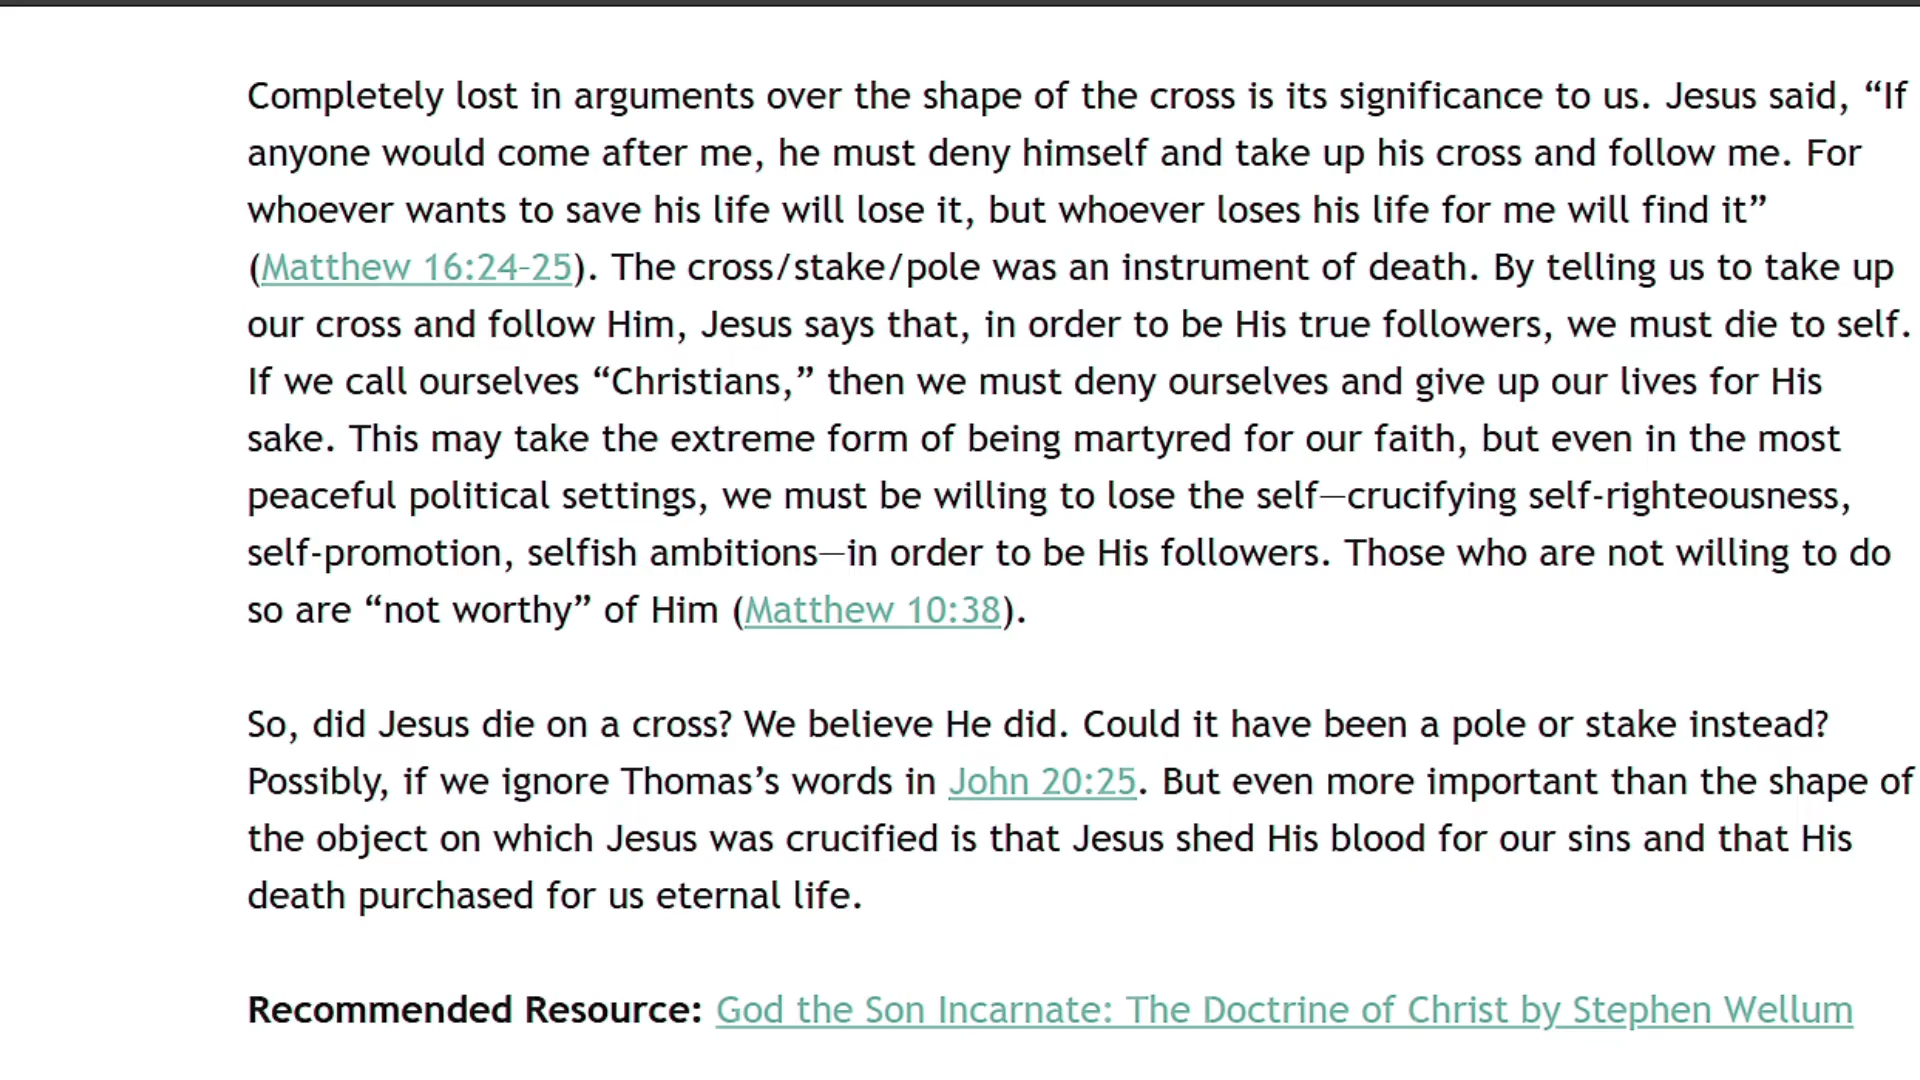 Completely lost in arguments over the shape of the cross is its significance to us. Jesus said, “If
anyone would come after me, he must deny himself and take up his cross and follow me. For
whoever wants to save his life will lose it, but whoever loses his life for me will find it”
(Matthew 16:24-25). The cross/stake/pole was an instrument of death. By telling us to take up
our cross and follow Him, Jesus says that, in order to be His true followers, we must die to self.
If we call ourselves “Christians,” then we must deny ourselves and give up our lives for His
sake. This may take the extreme form of being martyred for our faith, but even in the most
peaceful political settings, we must be willing to lose the self—crucifying self-righteousness,
self-promotion, selfish ambitions—in order to be His followers. Those who are not willing to do
so are “not worthy” of Him (Matthew 10:38).
So, did Jesus die on a cross? We believe He did. Could it have been a pole or stake instead?
Possibly, if we ignore Thomas’s words in John 20:25. But even more important than the shape of
the object on which Jesus was crucified is that Jesus shed His blood for our sins and that His
death purchased for us eternal life.
Recommended Resource: God the Son Incarnate: The Doctrine of Christ by Stephen Wellum